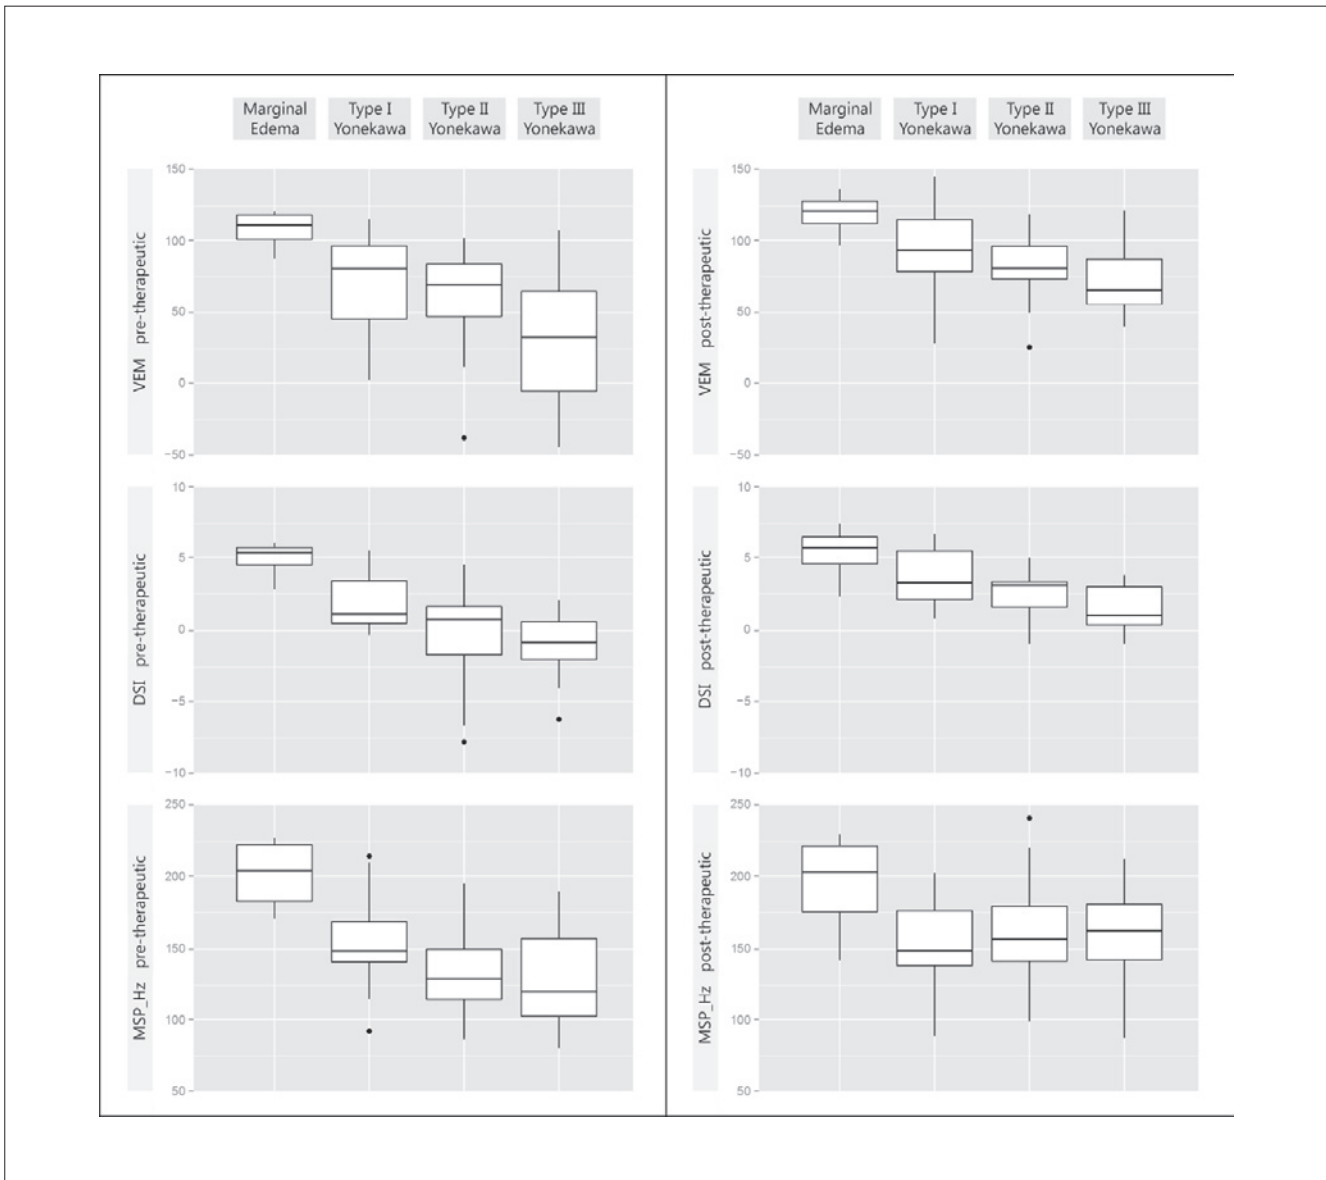 Marginal Edema
Type I Yonekawa
Type II Yonekawa
Type III Yonekawa
VEM pre-therapeutic
150
100
50
0
−50
DSI pre-therapeutic
10
5
0
−5
−10
MSP_Hz pre-therapeutic
250
200
150
100
50
Marginal Edema
Type I Yonekawa
Type II Yonekawa
Type III Yonekawa
VEM post-therapeutic
150
100
50
0
−50
DSI post-therapeutic
10
5
0
−5
−10
MSP_Hz post-therapeutic
250
200
150
100
50